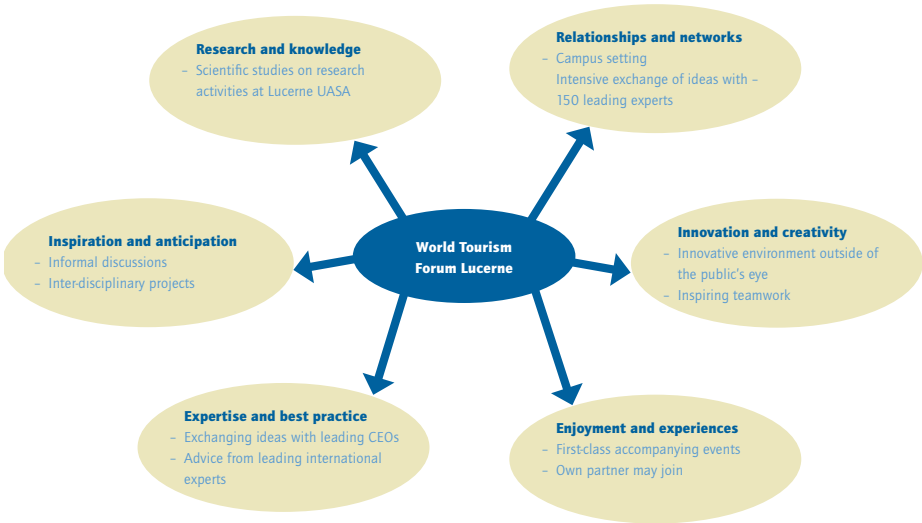 Research and knowledge
– Scientific studies on research
activities at Lucerne UASA
Relationships and networks
– Campus setting
Intensive exchange of ideas with –
150 leading experts
Inspiration and anticipation
– Informal discussions
– Inter-disciplinary projects
World Tourism
Forum Lucerne
Innovation and creativity
– Innovative environment outside of
the public's eye
– Inspiring teamwork
Expertise and best practice
– Exchanging ideas with leading CEOs
– Advice from leading international
experts
Enjoyment and experiences
– First-class accompanying events
– Own partner may join